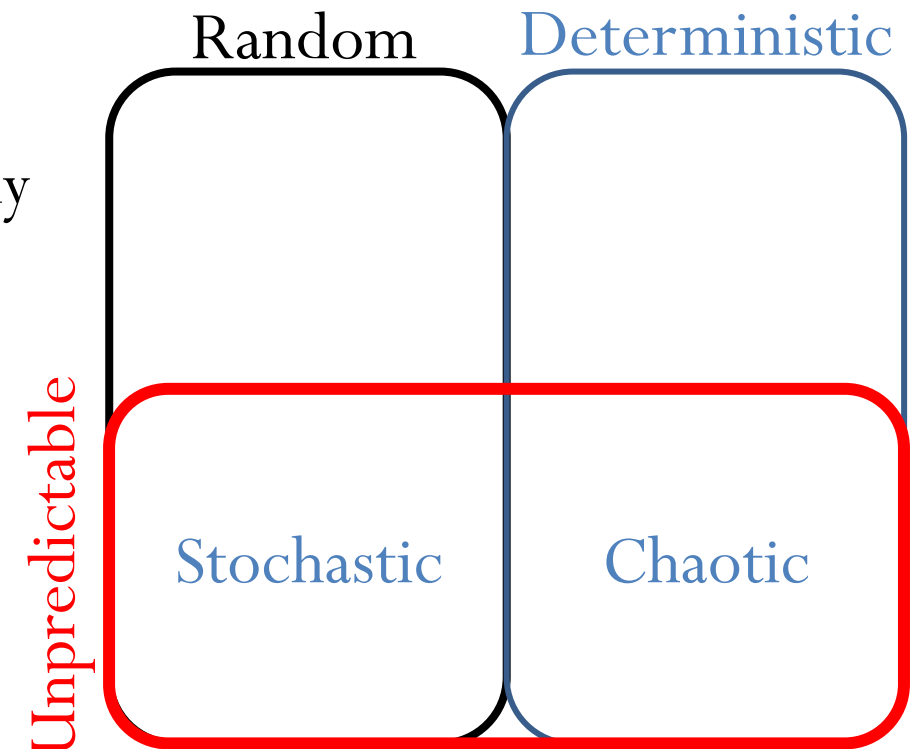 Random
Deterministic
Unpredictable
Stochastic
Chaotic